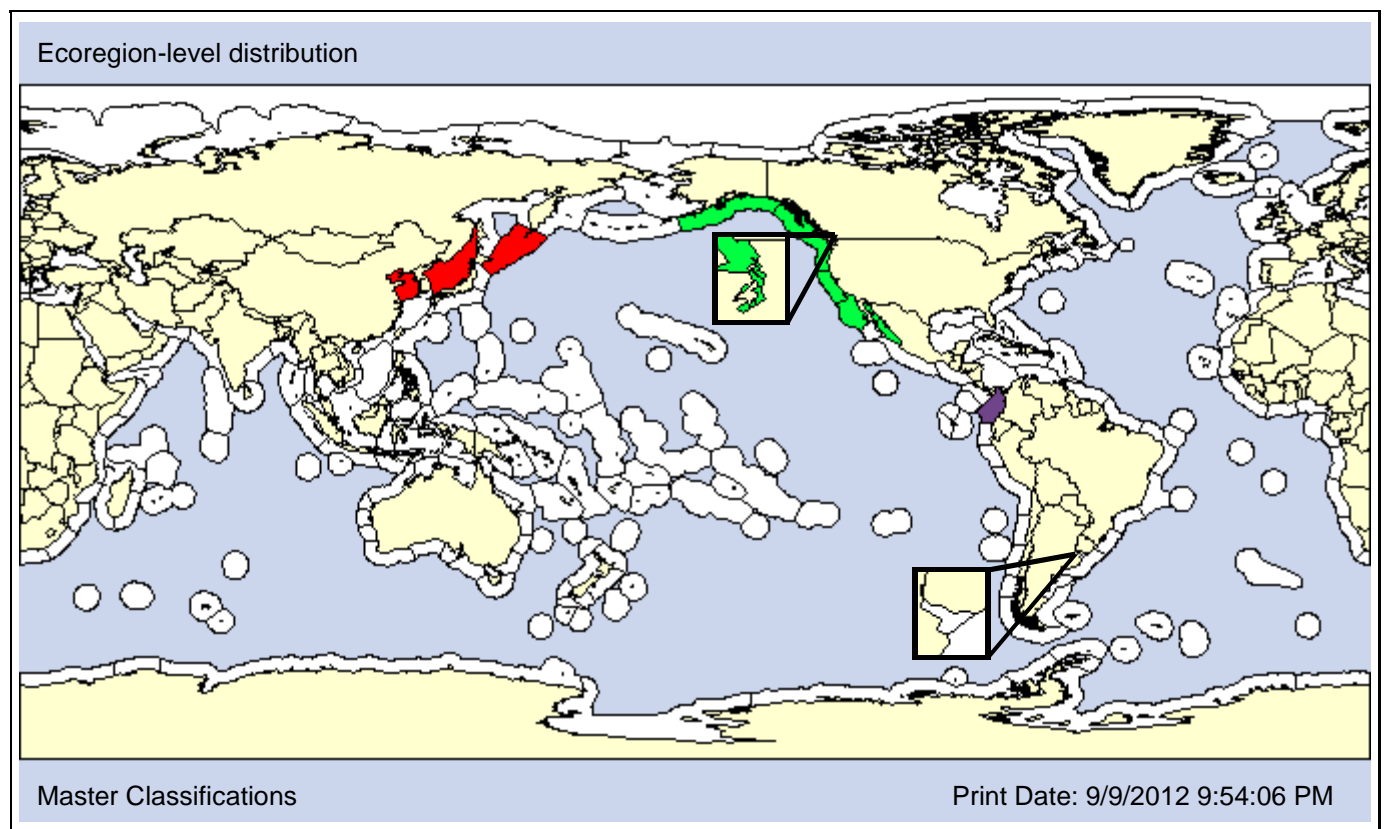 Ecoregion-level distribution
Master Classifications
Print Date: 9/9/2012 9:54:06 PM